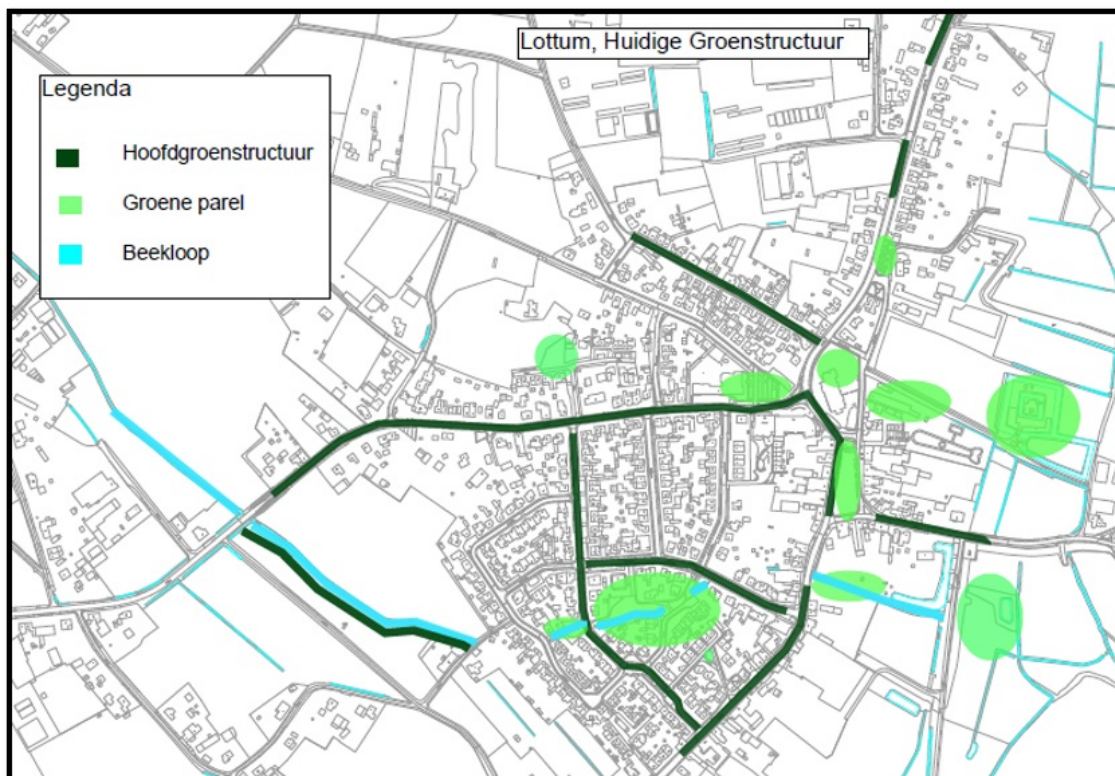 Lottum, Huidige Groenstructuur
Legenda
Hoofdgroenstructuur
Groene parel
Beekloop